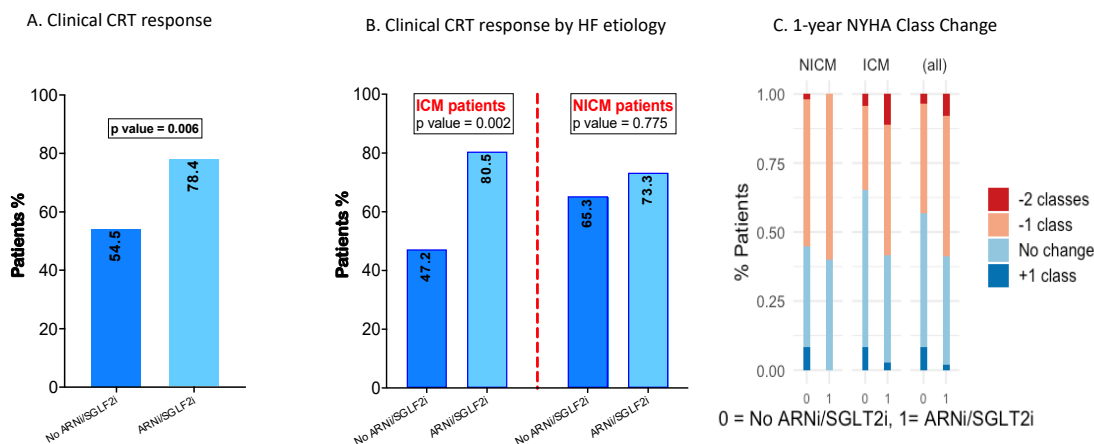 A. Clinical CRT response
Patients %
100
80
60
40
20
0
p value = 0.006
54.5
78.4
No ARNi/SGLF2i
ARNi/SGLF2i
B. Clinical CRT response by HF etiology
Patients %
100
80
60
40
20
0
ICM patients
p value = 0.002
NICM patients
p value = 0.775
47.2
80.5
65.3
73.3
No ARNi/SGLF2i
ARNi/SGLF2i
No ARNi/SGLF2i
ARNi/SGLF2i
C. 1-year NYHA Class Change
NICM ICM (all)
% Patients
1.00
0.75
0.50
0.25
0.00
0 1 0 1 0 1
0 = No ARNi/SGLT2i, 1= ARNi/SGLT2i
-2 classes
-1 class
No change
+1 class